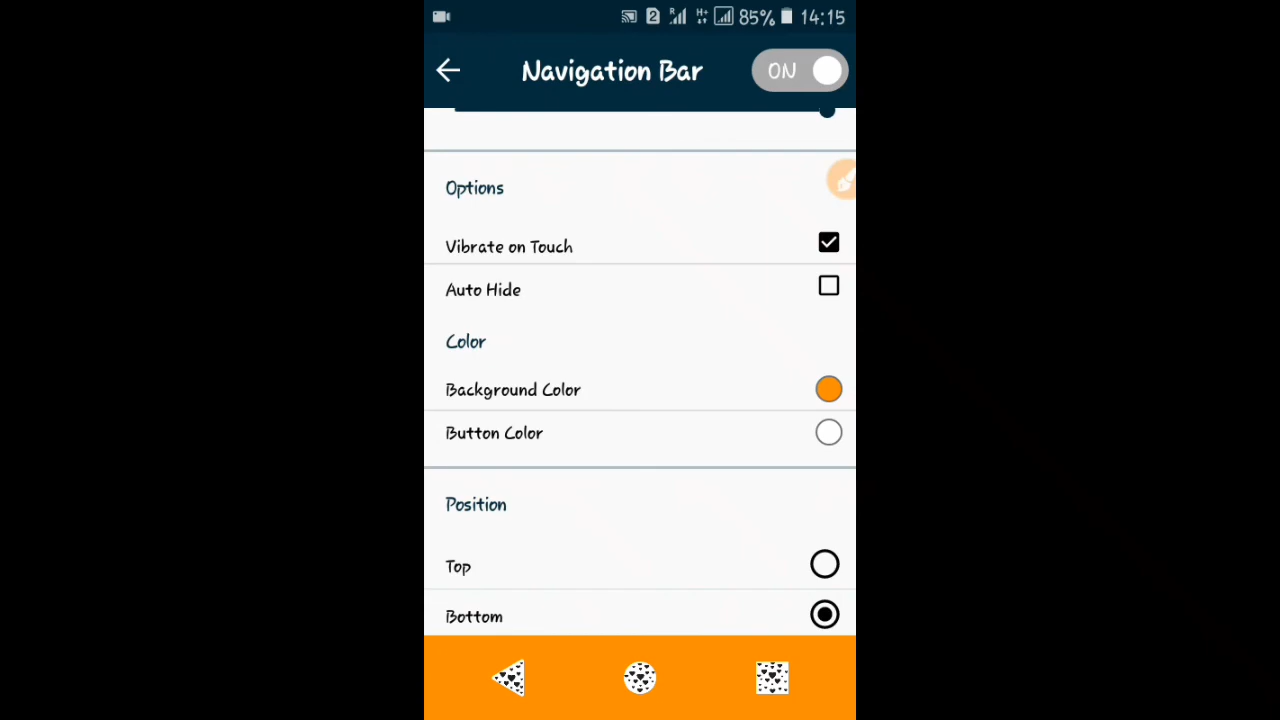 2 R H+ 85% 14:15
Navigation Bar ON
Options
Vibrate on Touch
Auto Hide
Color
Background Color
Button Color
Position
Top
Bottom